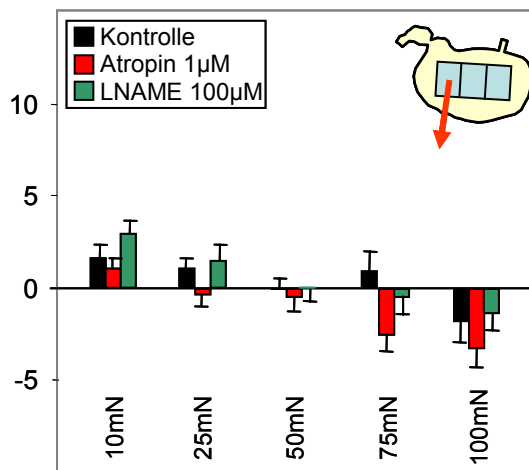 Kontrolle
Atropin 1µM
LNAME 100µM
10
5
0
-5
10mN
25mN
50mN
75mN
100mN